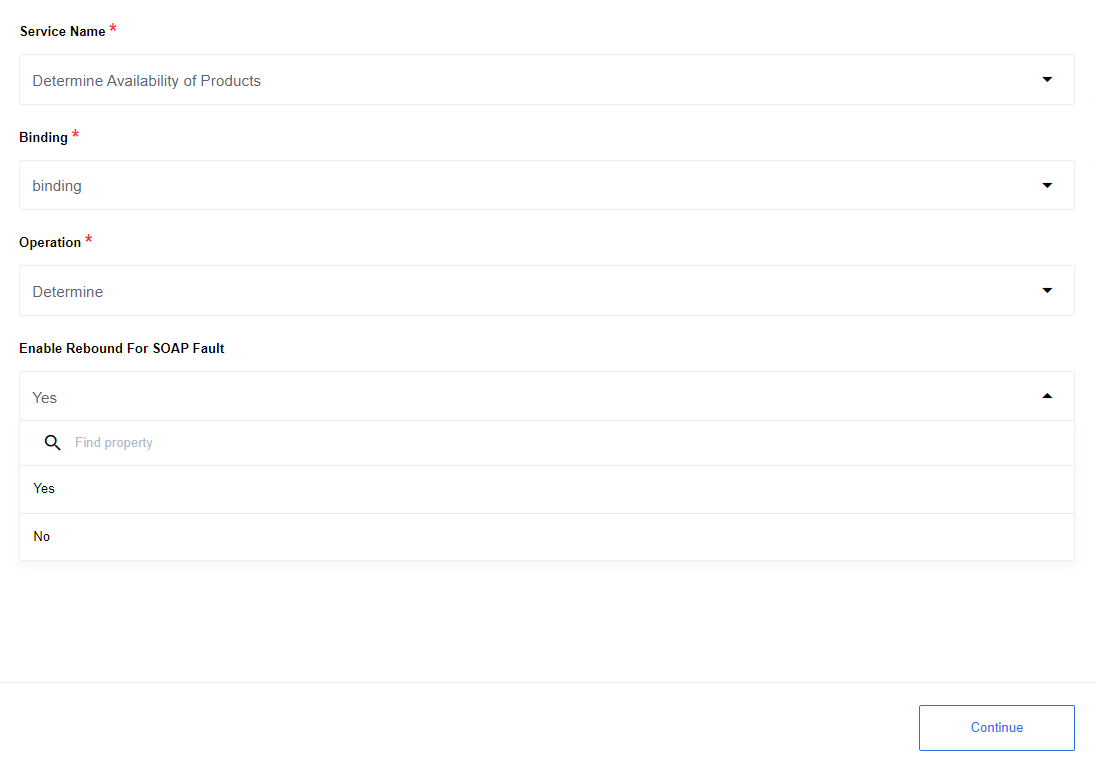 Service Name *
Determine Availability of Products
Binding *
binding
Operation *
Determine
Enable Rebound For SOAP Fault
Yes
Find property
Yes
No
Continue